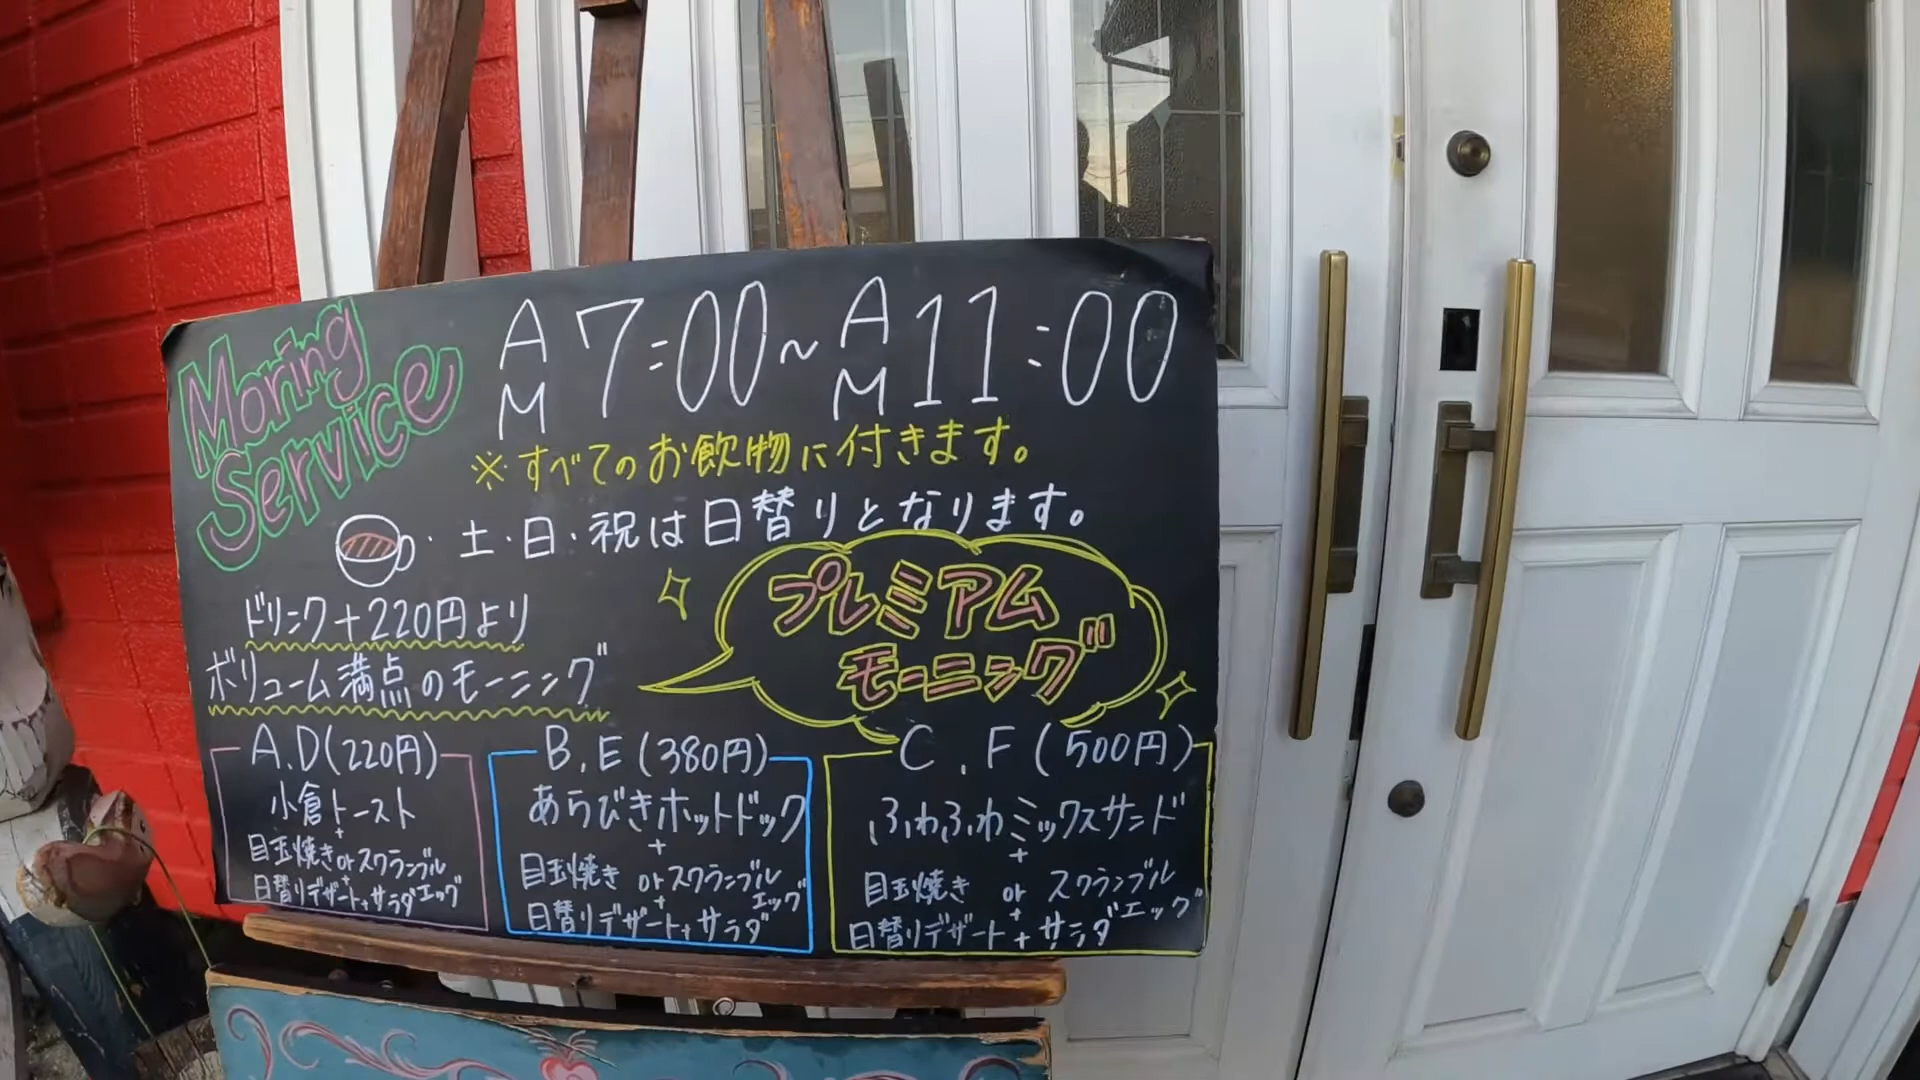 Moring
Service
AM 7:00~AM 11:00
※すべてのお飲物に付きます。
・土・日・祝は日替りとなります。
ドリンク+220円より
ボリューム満点のモーニング
プレミアム
モーニング
A.D(220円)
小倉トースト
+
目玉焼きorスクランブル
エッグ
+
日替りデザート+サラダ
B.E(380円)
あらびきホットドック
+
目玉焼き or スクランブル
エッグ
+
日替りデザート+サラダ
C.F(500円)
ふわふわミックスサンド
+
目玉焼き or スクランブル
エッグ
+
日替りデザート+サラダ